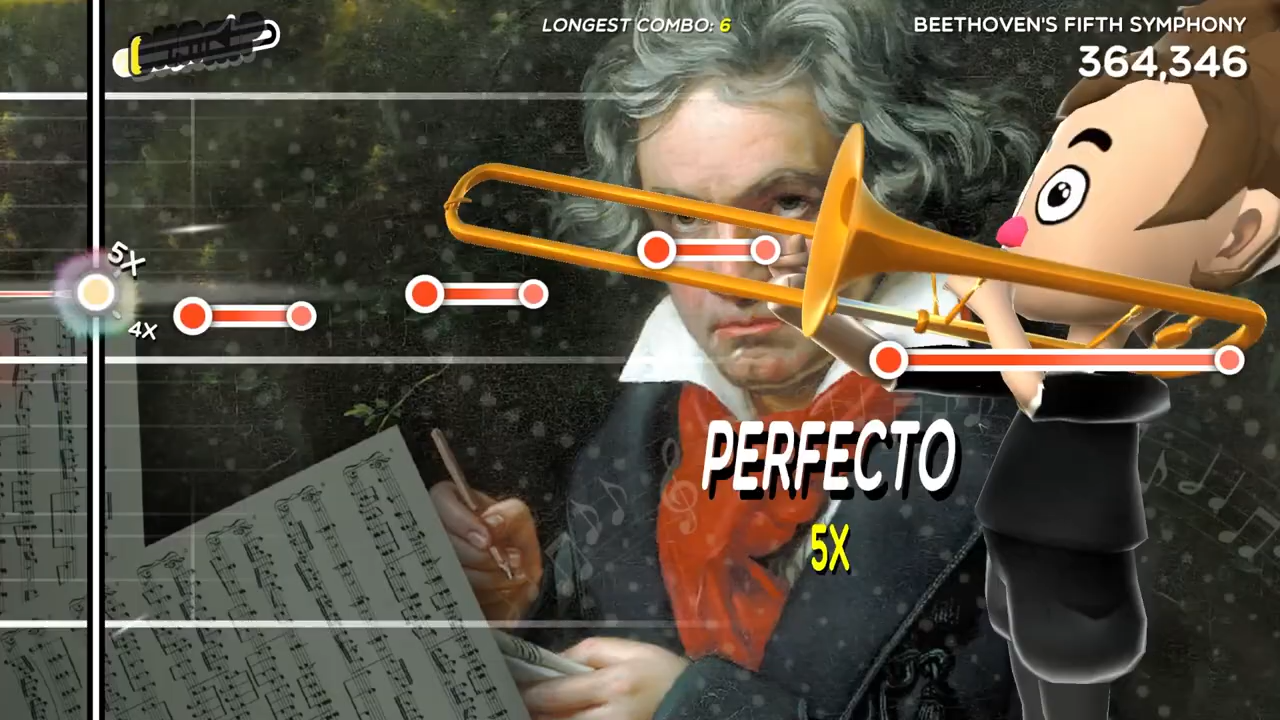 LONGEST COMBO: 6
BEETHOVEN'S FIFTH SYMPHONY
364,346
5X
4X
PERFECTO
5X